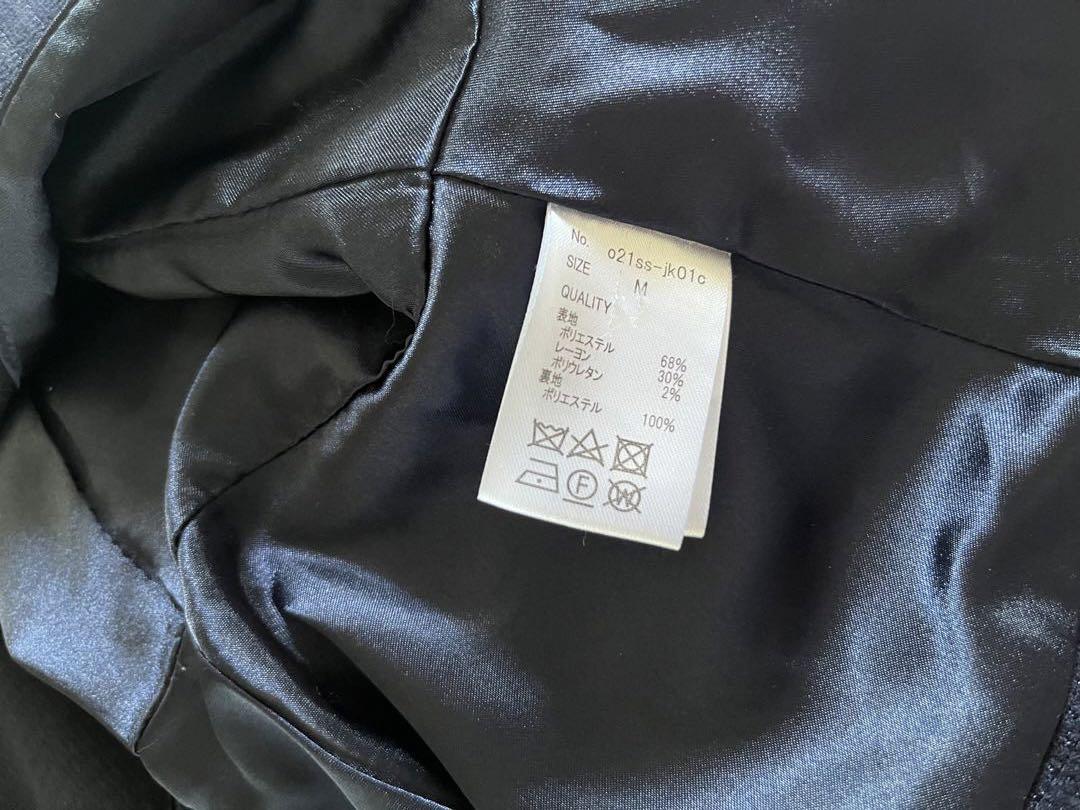 No. o21ss-jk01c
SIZE M
QUALITY
表地
ポリエステル 68%
レーヨン 30%
ポリウレタン 2%
裏地
ポリエステル 100%
F
W